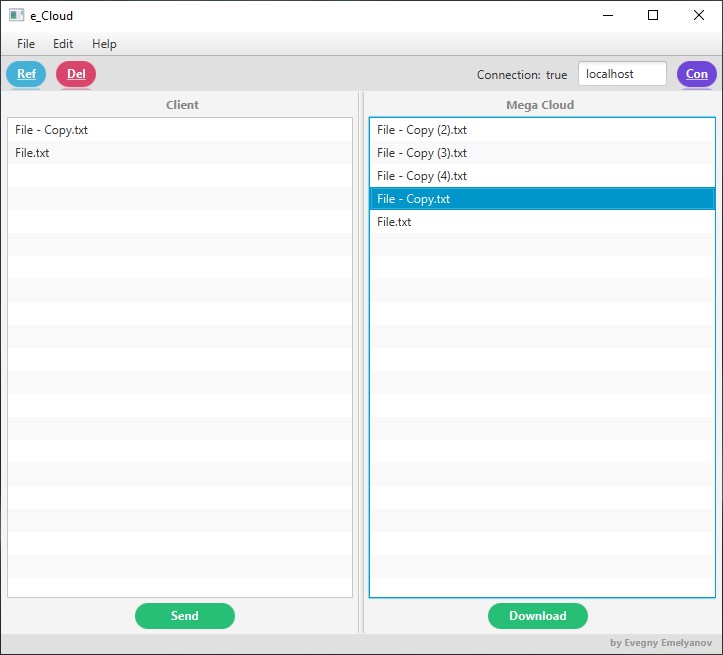 e_Cloud
File Edit Help
Ref Del Connection: true localhost Con
Client Mega Cloud
File - Copy.txt
File.txt
File - Copy (2).txt
File - Copy (3).txt
File - Copy (4).txt
File - Copy.txt
File.txt
Send Download
by Evegny Emelyanov